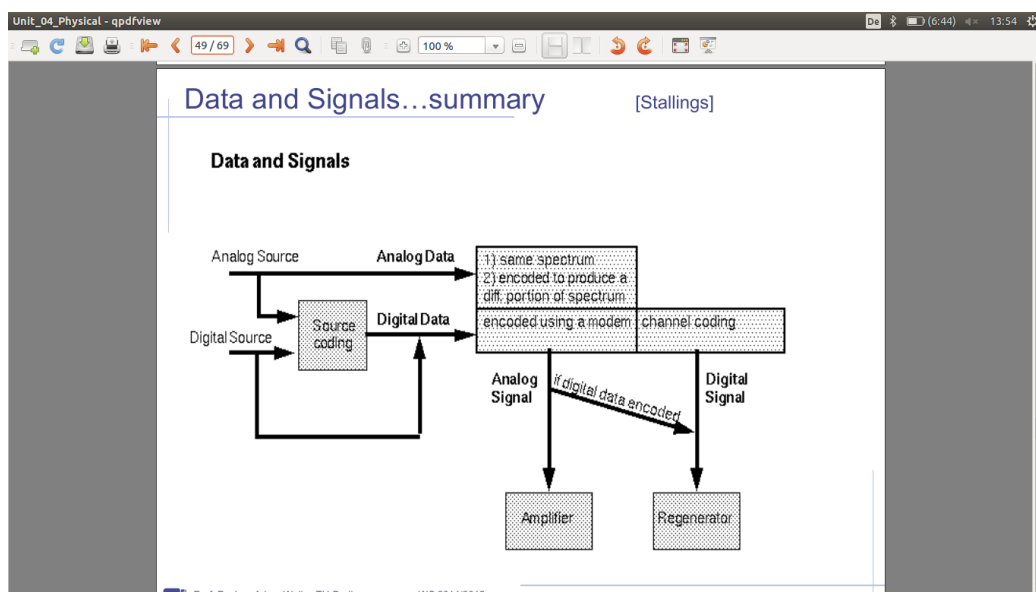 Unit_04_Physical - qpdfview
De
(6:44)
13:54
49 / 69
100 %
Data and Signals…summary
[Stallings]
Data and Signals
Analog Source
Analog Data
1) same spectrum
2) encoded to produce a
diff. portion of spectrum
Digital Source
Source
coding
Digital Data
encoded using a modem
channel coding
Analog
Signal
if digital data encoded
Digital
Signal
Amplifier
Regenerator